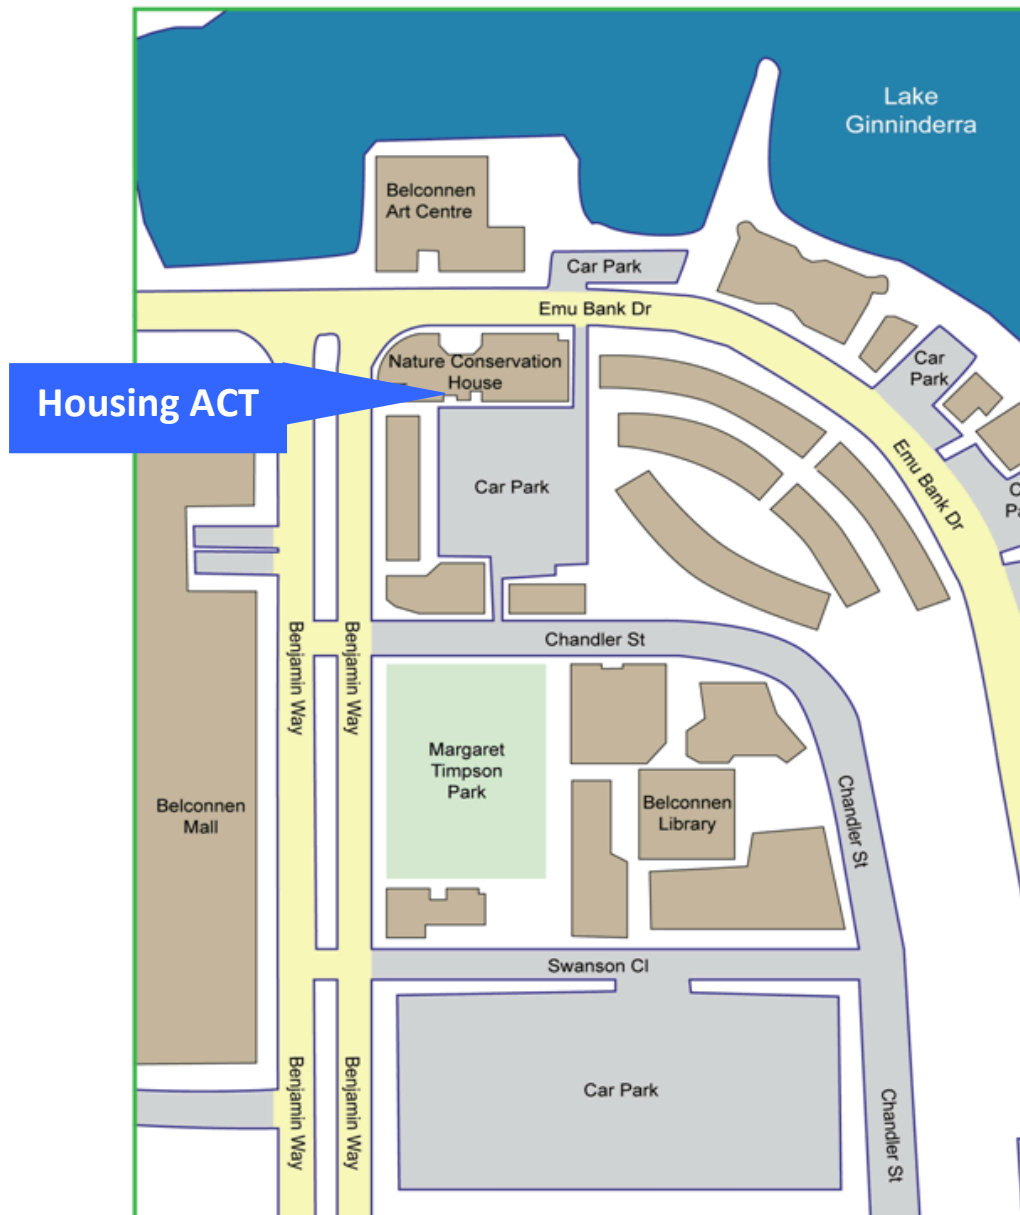 Lake
Ginninderra
Belconnen
Art Centre
Car Park
Emu Bank Dr
Nature Conservation
House
Housing ACT
Car
Park
Emu Bank Dr
Car Park
Chandler St
Benjamin Way
Benjamin Way
Margaret
Timpson
Park
Belconnen
Mall
Belconnen
Library
Chandler St
Swanson Cl
Car Park
Benjamin Way
Benjamin Way
Chandler St